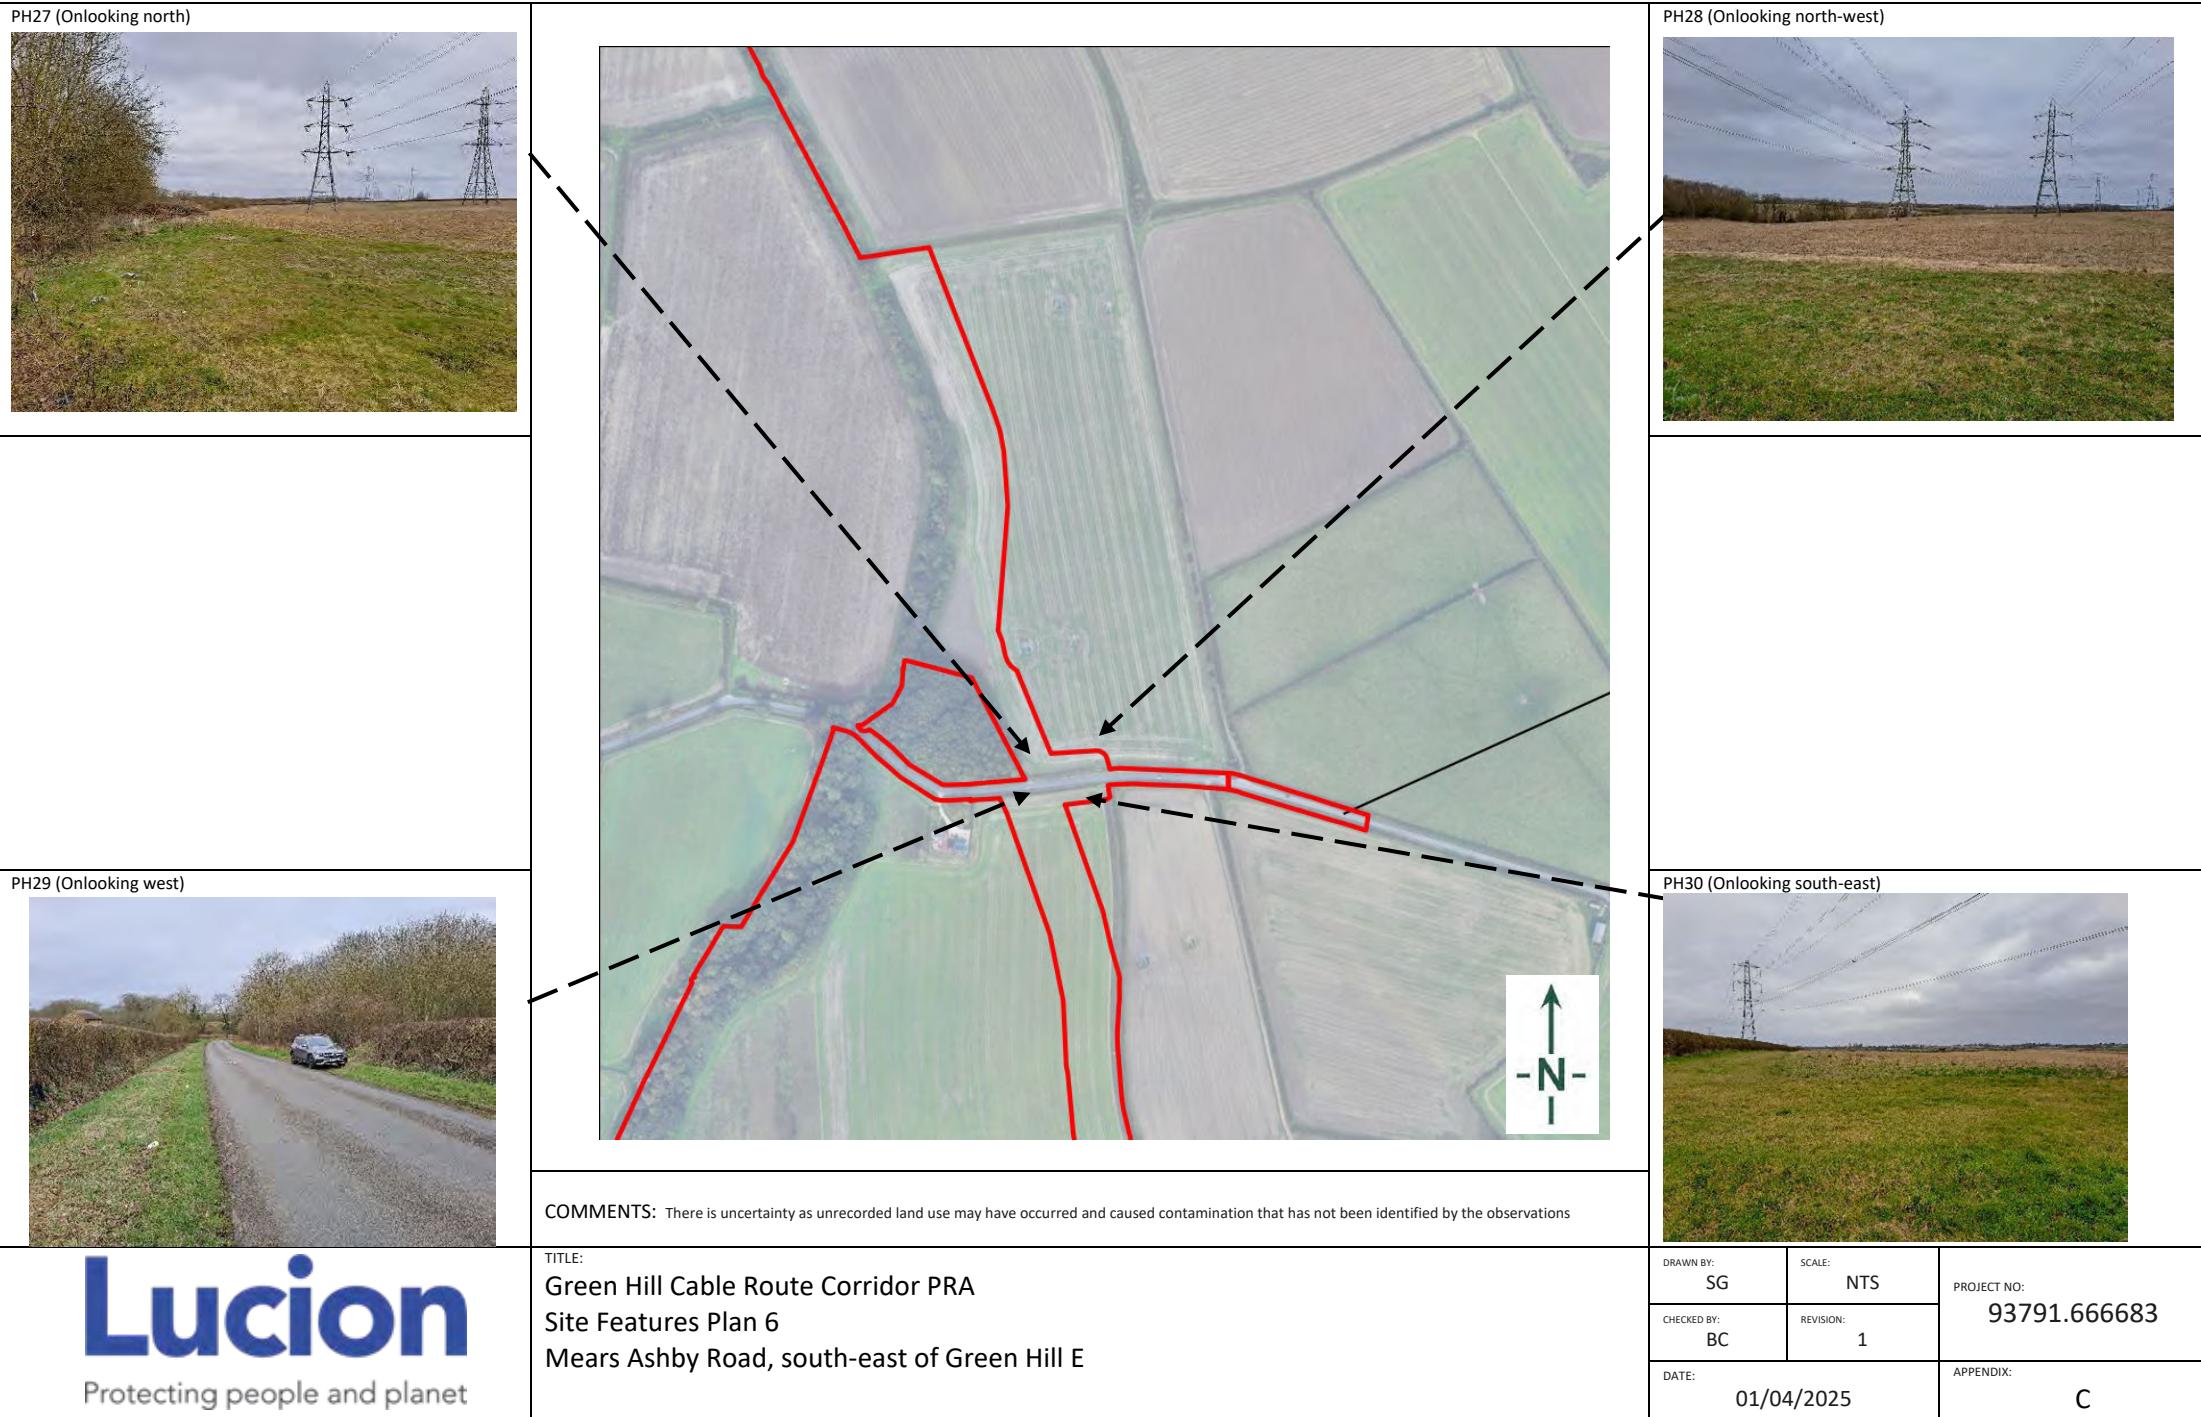 PH27 (Onlooking north)
PH28 (Onlooking north-west)
PH29 (Onlooking west)
PH30 (Onlooking south-east)
-N-
COMMENTS: There is uncertainty as unrecorded land use may have occurred and caused contamination that has not been identified by the observations
Lucion
Protecting people and planet
TITLE:
Green Hill Cable Route Corridor PRA
Site Features Plan 6
Mears Ashby Road, south-east of Green Hill E
DRAWN BY:
SG
SCALE:
NTS
PROJECT NO:
93791.666683
CHECKED BY:
BC
REVISION:
1
DATE:
01/04/2025
APPENDIX:
C